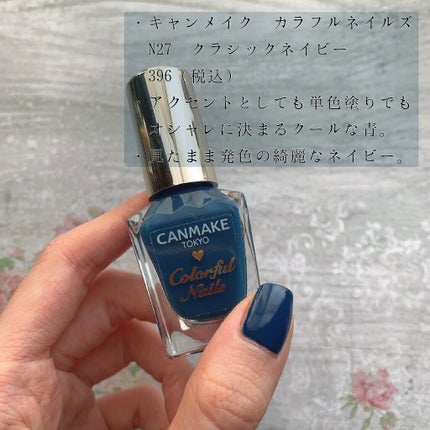 ・キャンメイク　カラフルネイルズ
N27　クラシックネイビー
・396（税込）
・アクセントとしても単色塗りでも
オシャレに決まるクールな青。
・見たまま発色の綺麗なネイビー。
CANMAKE
TOKYO
Colorful
Nails